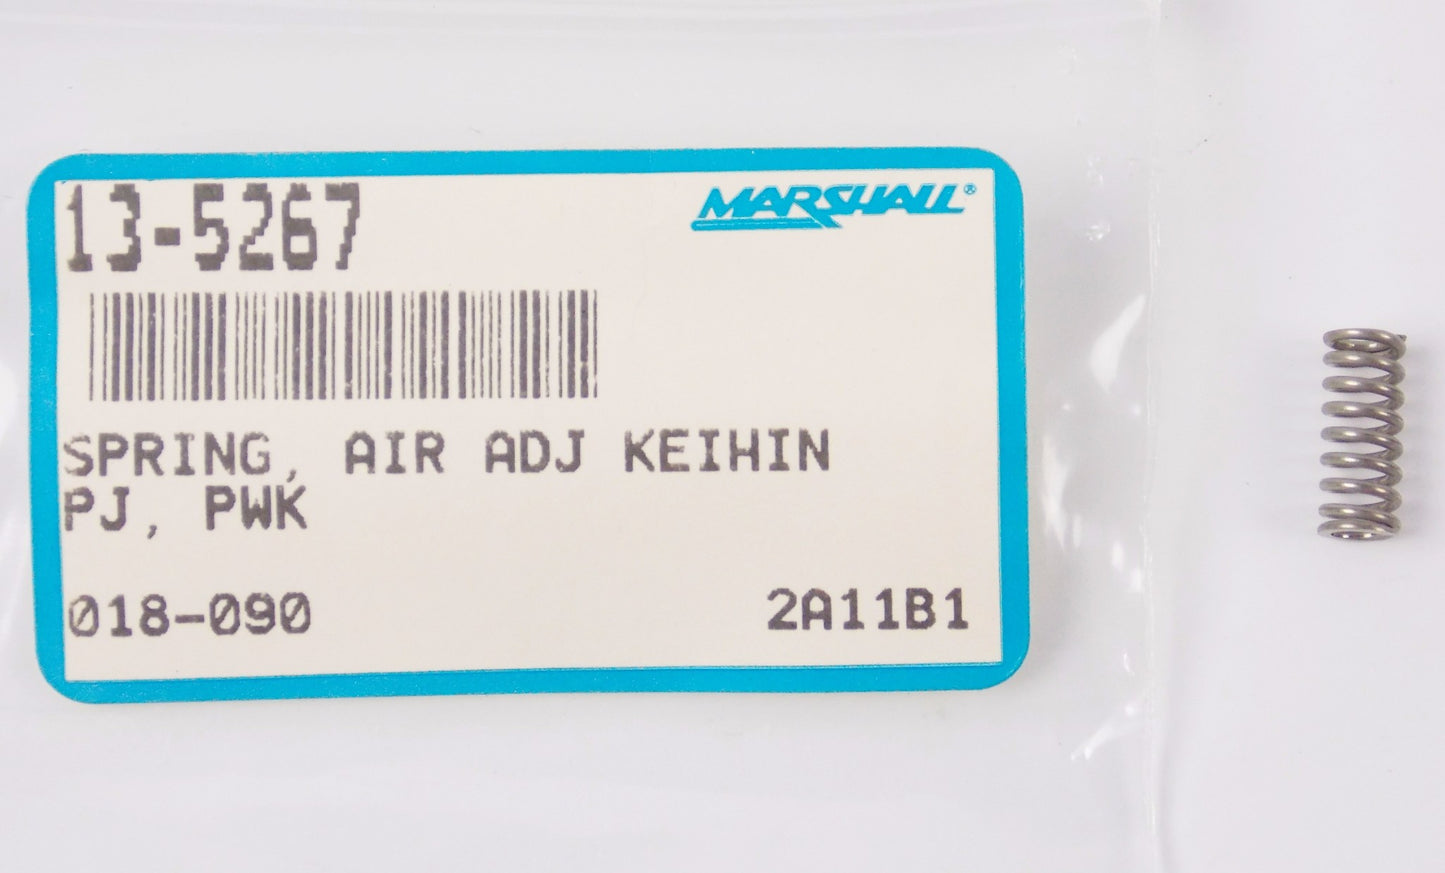 13-5267
MARSHALL®
SPRING, AIR ADJ KEIHIN
PJ, PWK
018-090
2A11B1